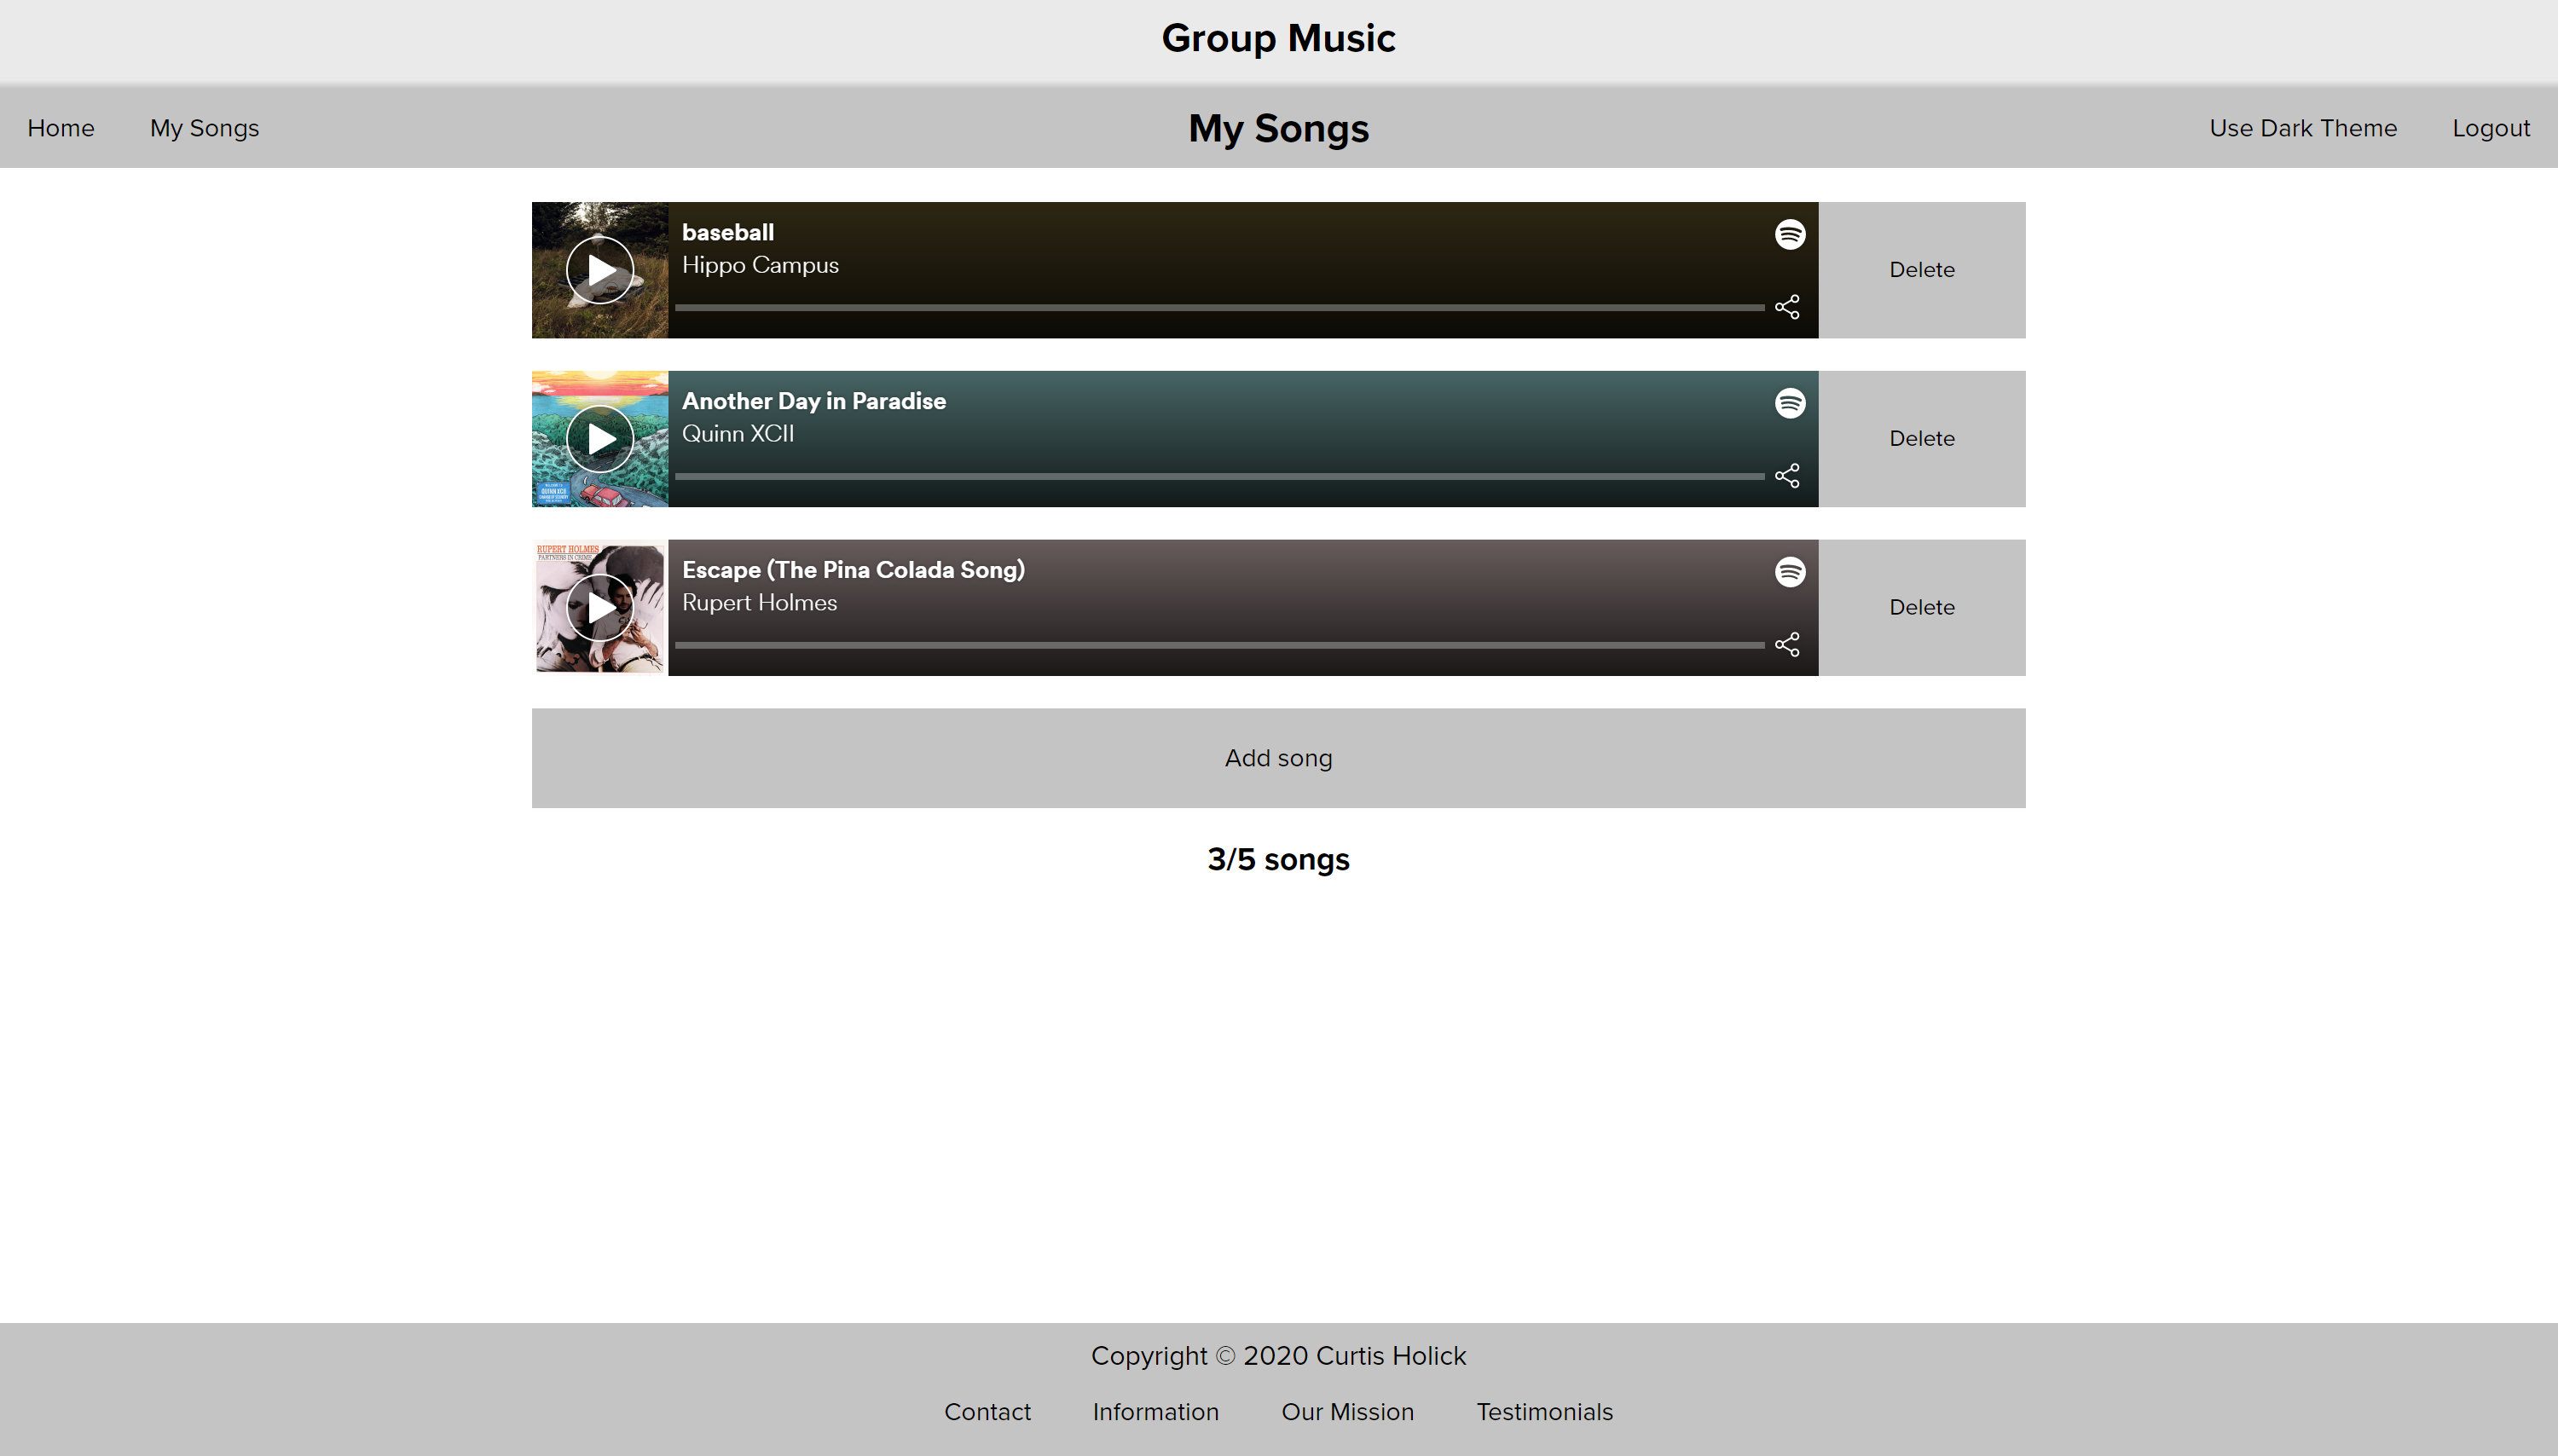 Group Music
Home My Songs My Songs Use Dark Theme Logout
baseball
Hippo Campus
Delete
Another Day in Paradise
Quinn XCII
Delete
QUINN XCII
RUPERT HOLMES
PARTNERS IN CRIME
Escape (The Pina Colada Song)
Rupert Holmes
Delete
Add song
3/5 songs
Copyright © 2020 Curtis Holick
Contact Information Our Mission Testimonials